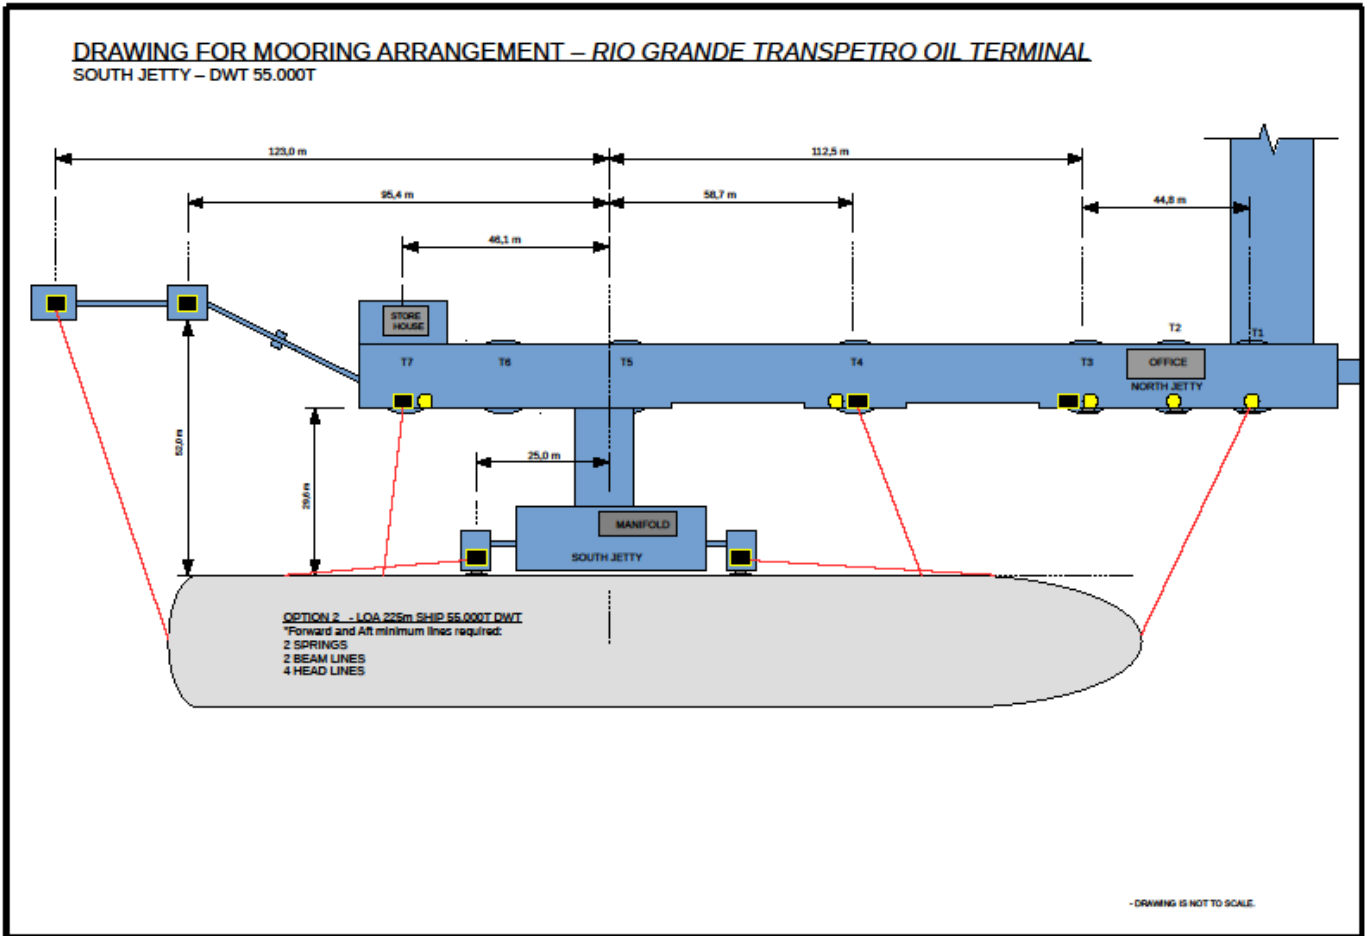 DRAWING FOR MOORING ARRANGEMENT – RIO GRANDE TRANSPETRO OIL TERMINAL
SOUTH JETTY – DWT 55.000T
123,0 m
112,5 m
95,4 m
58,7 m
44,8 m
46,1 m
STORE
HOUSE
T2
T1
T7
T6
T5
T4
T3
OFFICE
NORTH JETTY
52,0 m
25,0 m
29,6 m
MANIFOLD
SOUTH JETTY
OPTION 2 - LOA 225m SHIP 55.000T DWT
*Forward and Aft minimum lines required:
2 SPRINGS
2 BEAM LINES
4 HEAD LINES
- DRAWING IS NOT TO SCALE.